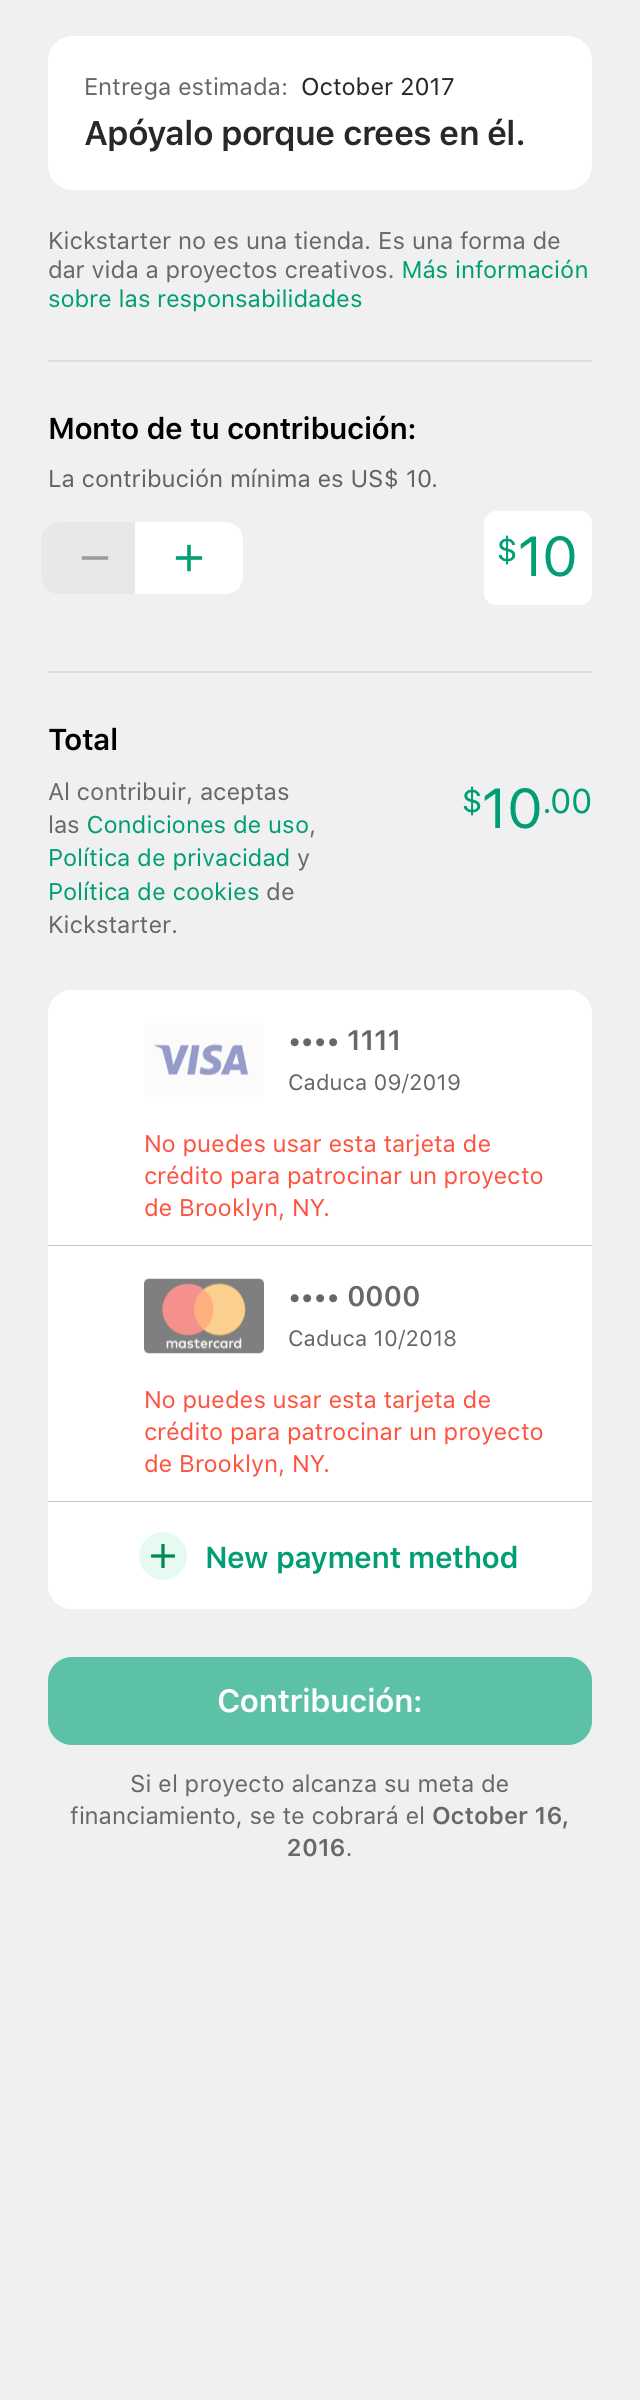 Entrega estimada: October 2017
Apóyalo porque crees en él.
Kickstarter no es una tienda. Es una forma de
dar vida a proyectos creativos. Más información
sobre las responsabilidades
Monto de tu contribución:
La contribución mínima es US$ 10.
− +
$10
Total
Al contribuir, aceptas
las Condiciones de uso,
Política de privacidad y
Política de cookies de
Kickstarter.
$10.00
VISA
•••• 1111
Caduca 09/2019
No puedes usar esta tarjeta de
crédito para patrocinar un proyecto
de Brooklyn, NY.
mastercard
•••• 0000
Caduca 10/2018
No puedes usar esta tarjeta de
crédito para patrocinar un proyecto
de Brooklyn, NY.
+ New payment method
Contribución:
Si el proyecto alcanza su meta de
financiamiento, se te cobrará el October 16,
2016.